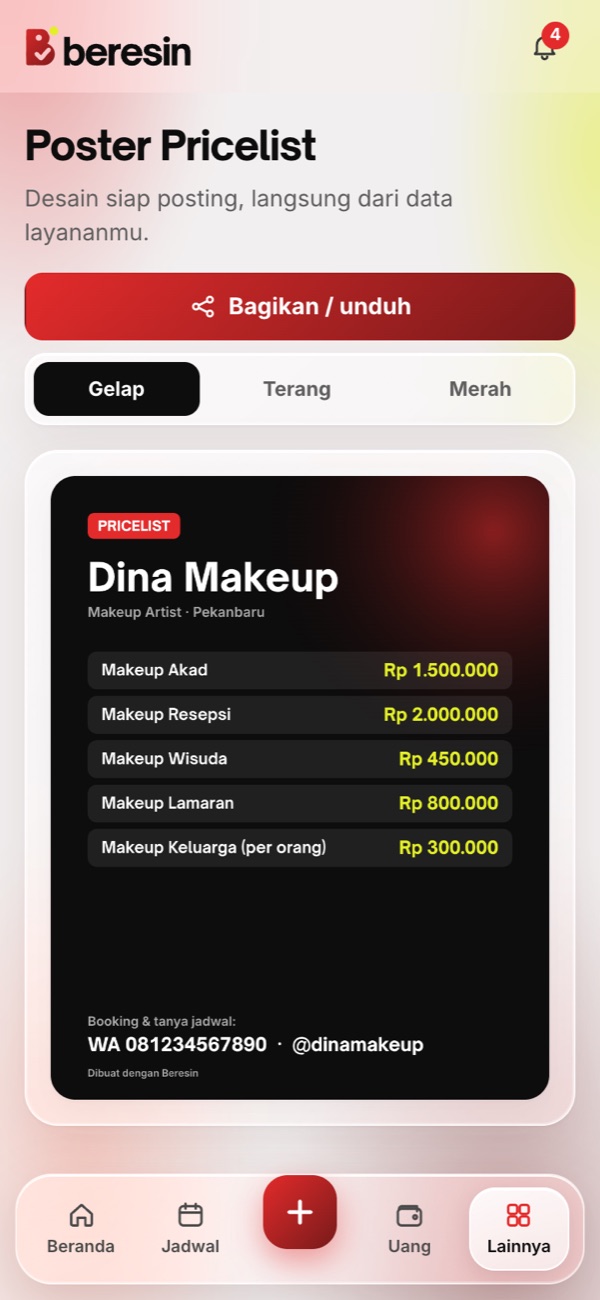 beresin
4
Poster Pricelist
Desain siap posting, langsung dari data
layananmu.
Bagikan / unduh
Gelap
Terang
Merah
PRICELIST
Dina Makeup
Makeup Artist · Pekanbaru
Makeup Akad Rp 1.500.000
Makeup Resepsi Rp 2.000.000
Makeup Wisuda Rp 450.000
Makeup Lamaran Rp 800.000
Makeup Keluarga (per orang) Rp 300.000
Booking & tanya jadwal:
WA 081234567890 · @dinamakeup
Dibuat dengan Beresin
Beranda
Jadwal
Uang
Lainnya